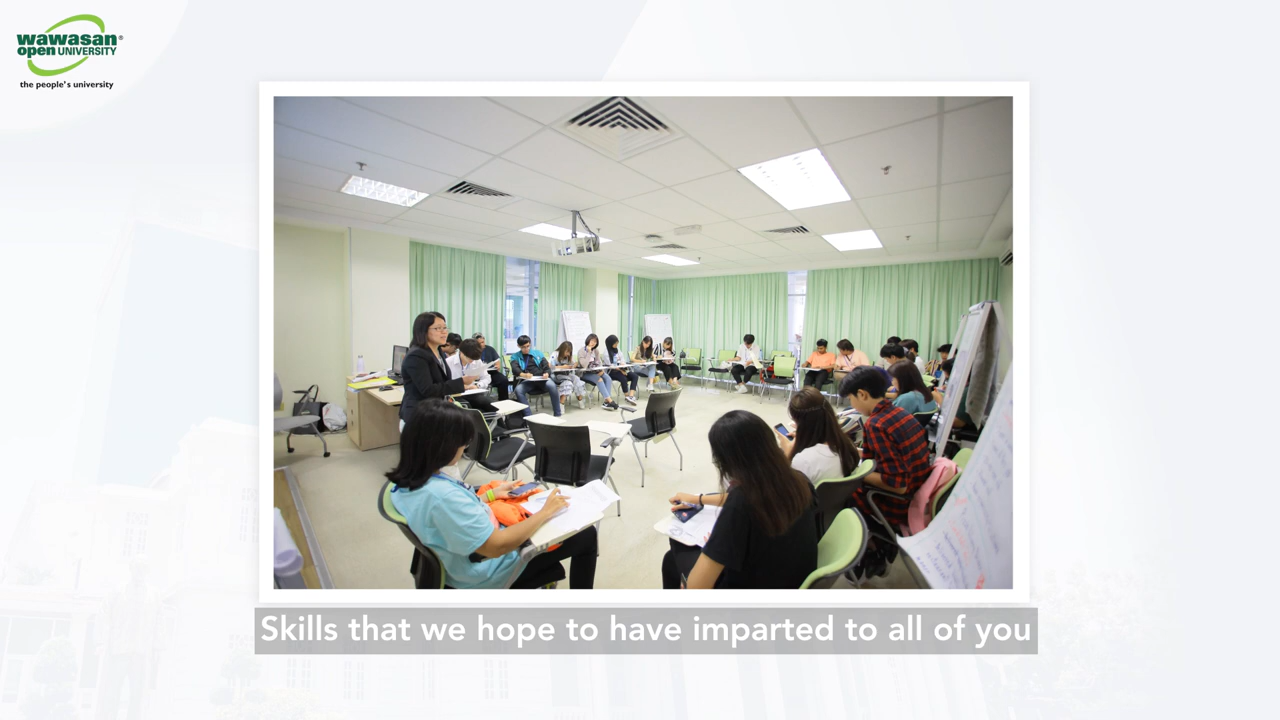 wawasan®
open UNIVERSITY
the people's university
Skills that we hope to have imparted to all of you